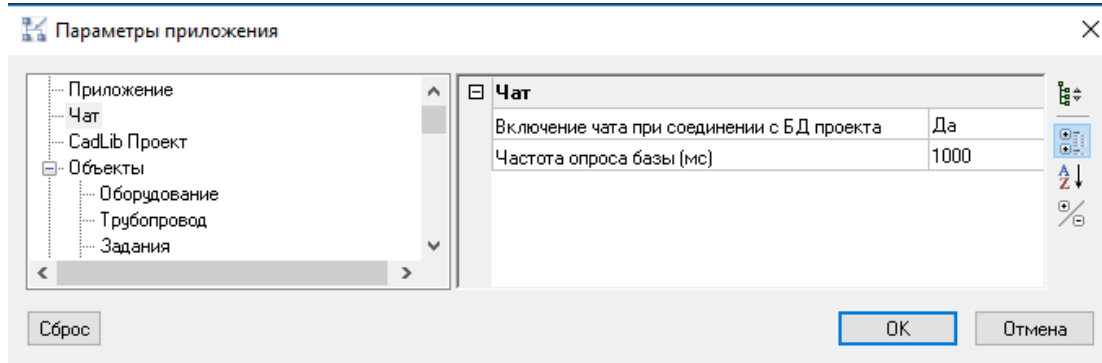 Параметры приложения
Приложение
Чат
CadLib Проект
Объекты
Оборудование
Трубопровод
Задания
Чат
Включение чата при соединении с БД проекта Да
Частота опроса базы (мс) 1000
Сброс
OK
Отмена